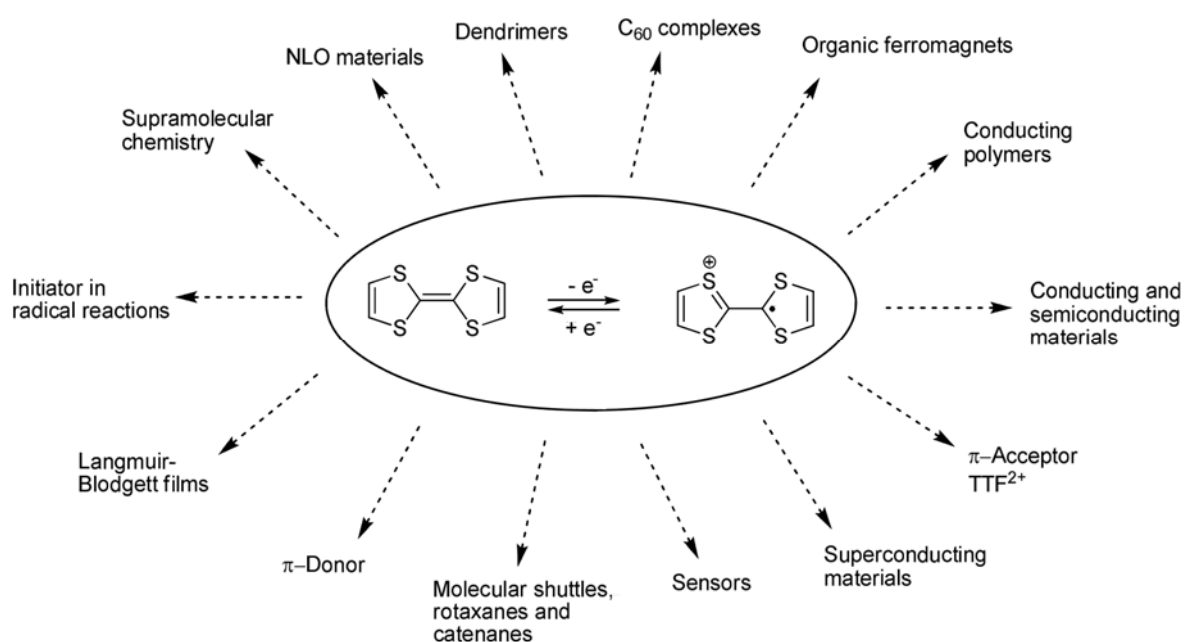 Dendrimers
C60 complexes
Organic ferromagnets
NLO materials
Supramolecular
chemistry
Conducting
polymers
Initiator in
radical reactions
S
S
S
S
- e-
+ e-
⊕
S
S
S
S
Conducting and
semiconducting
materials
Langmuir-
Blodgett films
π–Acceptor
TTF2+
π–Donor
Molecular shuttles,
rotaxanes and
catenanes
Sensors
Superconducting
materials